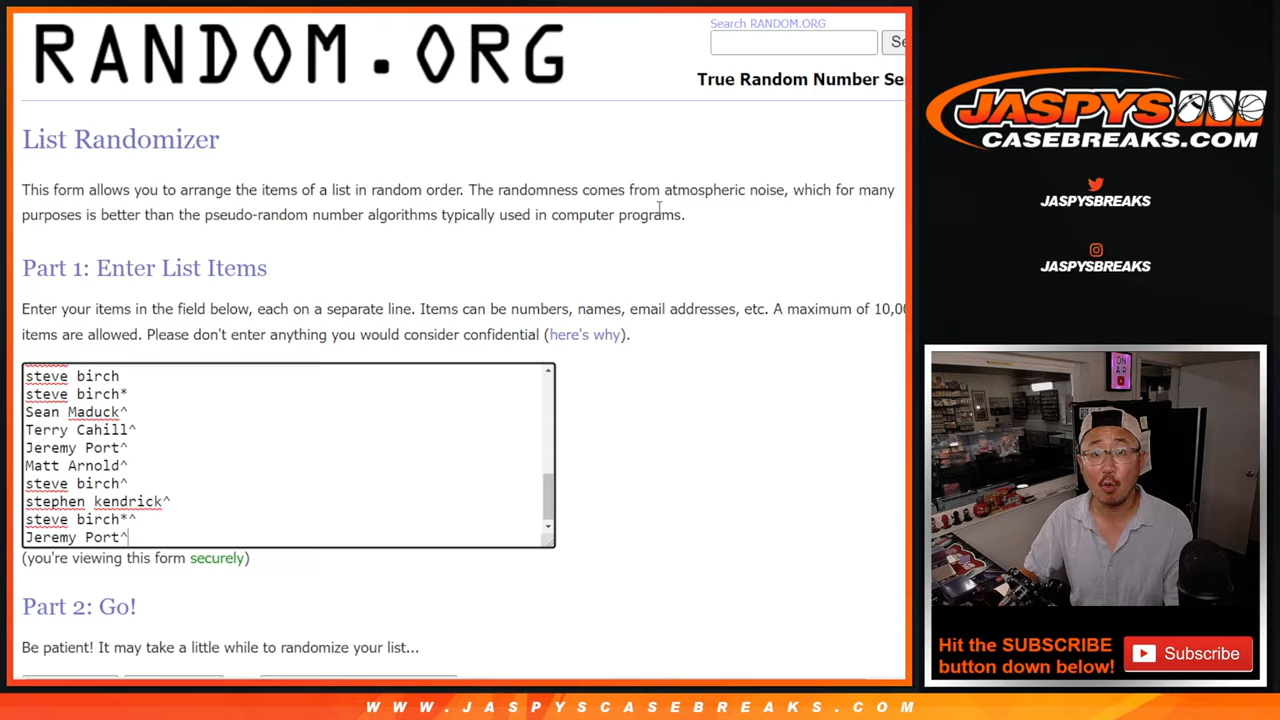 RANDOM.ORG
Search RANDOM.ORG
Se
True Random Number Se
List Randomizer
This form allows you to arrange the items of a list in random order. The randomness comes from atmospheric noise, which for many
purposes is better than the pseudo-random number algorithms typically used in computer programs.
Part 1: Enter List Items
Enter your items in the field below, each on a separate line. Items can be numbers, names, email addresses, etc. A maximum of 10,00
items are allowed. Please don't enter anything you would consider confidential (here's why).
steve birch
steve birch*
Sean Maduck^
Terry Cahill^
Jeremy Port^
Matt Arnold^
steve birch^
stephen kendrick^
steve birch*^
Jeremy Port^
(you're viewing this form securely)
Part 2: Go!
Be patient! It may take a little while to randomize your list...
JASPYS
CASEBREAKS.COM
JASPYSBREAKS
JASPYSBREAKS
ON
AIR
Hit the SUBSCRIBE
button down below!
Subscribe
WWW.JASPYSCASEBREAKS.COM